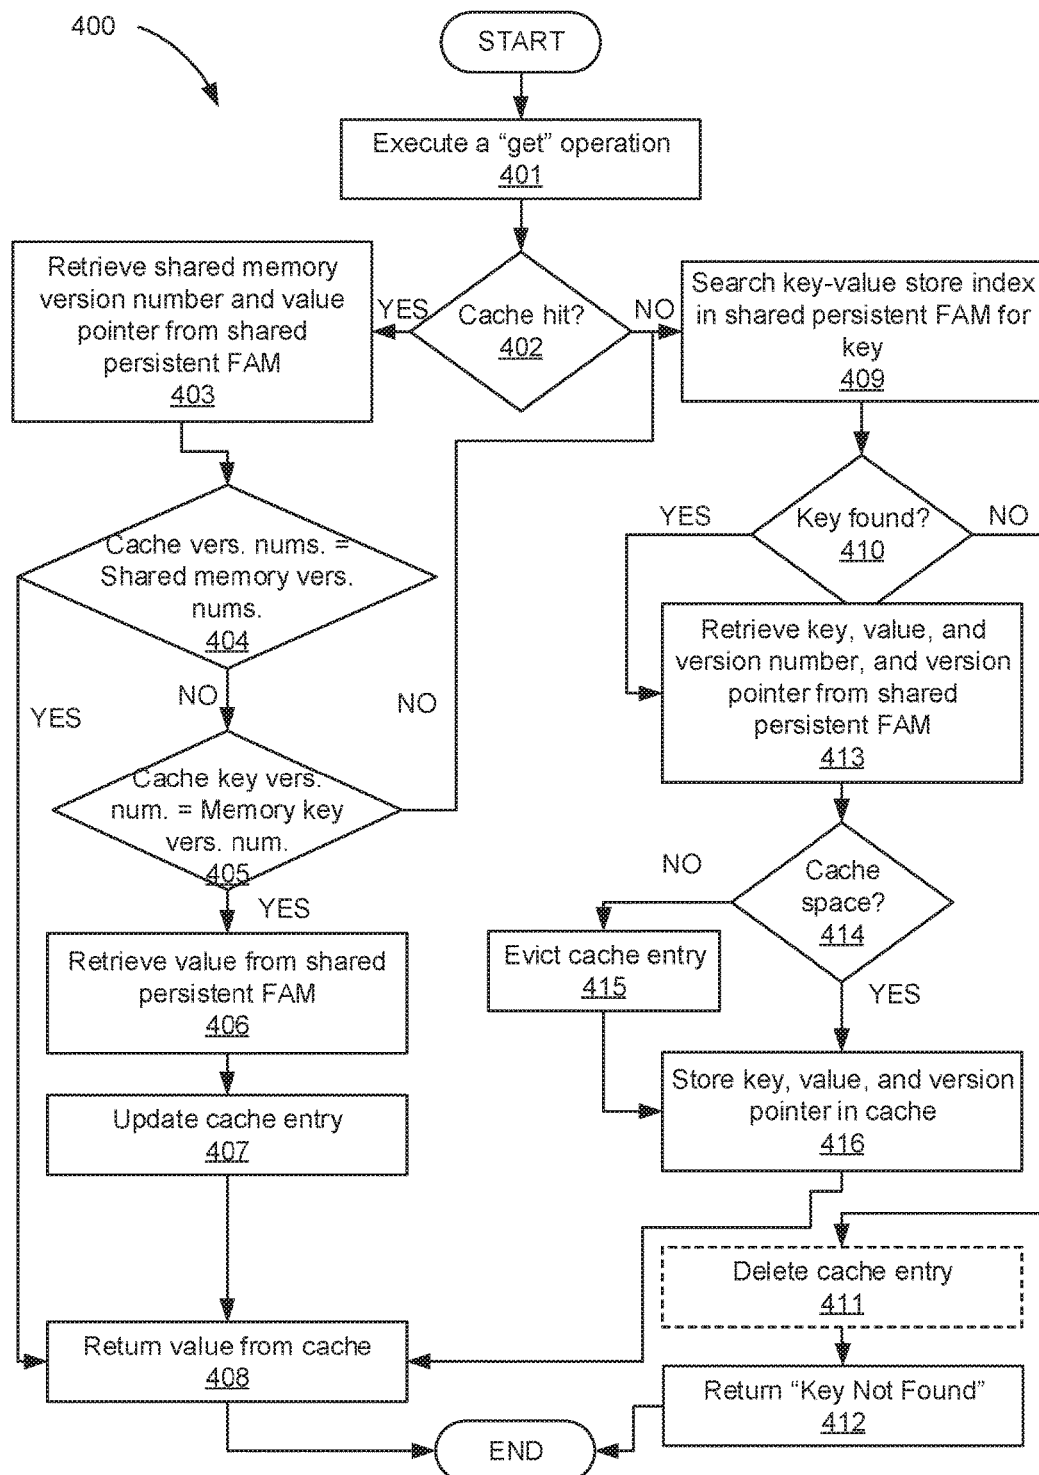 400
START
Execute a “get” operation
401
Retrieve shared memory
version number and value
pointer from shared
persistent FAM
403
YES
Cache hit?
402
NO
Search key-value store index
in shared persistent FAM for
key
409
Cache vers. nums. =
Shared memory vers.
nums.
404
YES
Key found?
410
NO
Retrieve key, value, and
version number, and version
pointer from shared
persistent FAM
413
YES
NO
NO
Cache key vers.
num. = Memory key
vers. num.
405
YES
NO
Cache
space?
414
YES
Retrieve value from shared
persistent FAM
406
Evict cache entry
415
Update cache entry
407
Store key, value, and version
pointer in cache
416
Delete cache entry
411
Return value from cache
408
Return “Key Not Found”
412
END